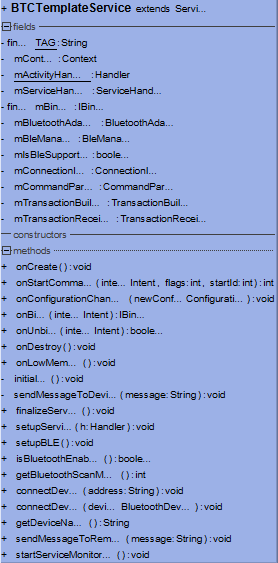 + BTCTemplateService extends Servi...
fields
- fin... TAG:String
- mCont... :Context
- mActivityHan... :Handler
- mServiceHan... :ServiceHand...
- fin... mBin... :IBin...
- mBluetoothAda... :BluetoothAda...
- mBleMana... :BleMana...
- mIsBleSupport... :boole...
- mConnectionI... :ConnectionI...
- mCommandPar... :CommandPar...
- mTransactionBuil... :TransactionBuil...
- mTransactionRecei... :TransactionRecei...
constructors
methods
+ onCreate():void
+ onStartComma... (inte... Intent, flags:int, startId:int):int
+ onConfigurationChan... (newConf... Configurati... ):void
+ onBi... (inte... Intent):IBin...
+ onUnbi... (inte... Intent):boole...
+ onDestroy():void
+ onLowMem... ():void
- initial... ():void
- sendMessageToDevi... (message:String):void
+ finalizeServ... ():void
+ setupServi... (h:Handler):void
+ setupBLE():void
+ isBluetoothEnab... ():boole...
+ getBluetoothScanM... ():int
+ connectDev... (address:String):void
+ connectDev... (devi... BluetoothDev... ):void
+ getDeviceNa... ():String
+ sendMessageToRem... (message:String):void
+ startServiceMonitor... ():void